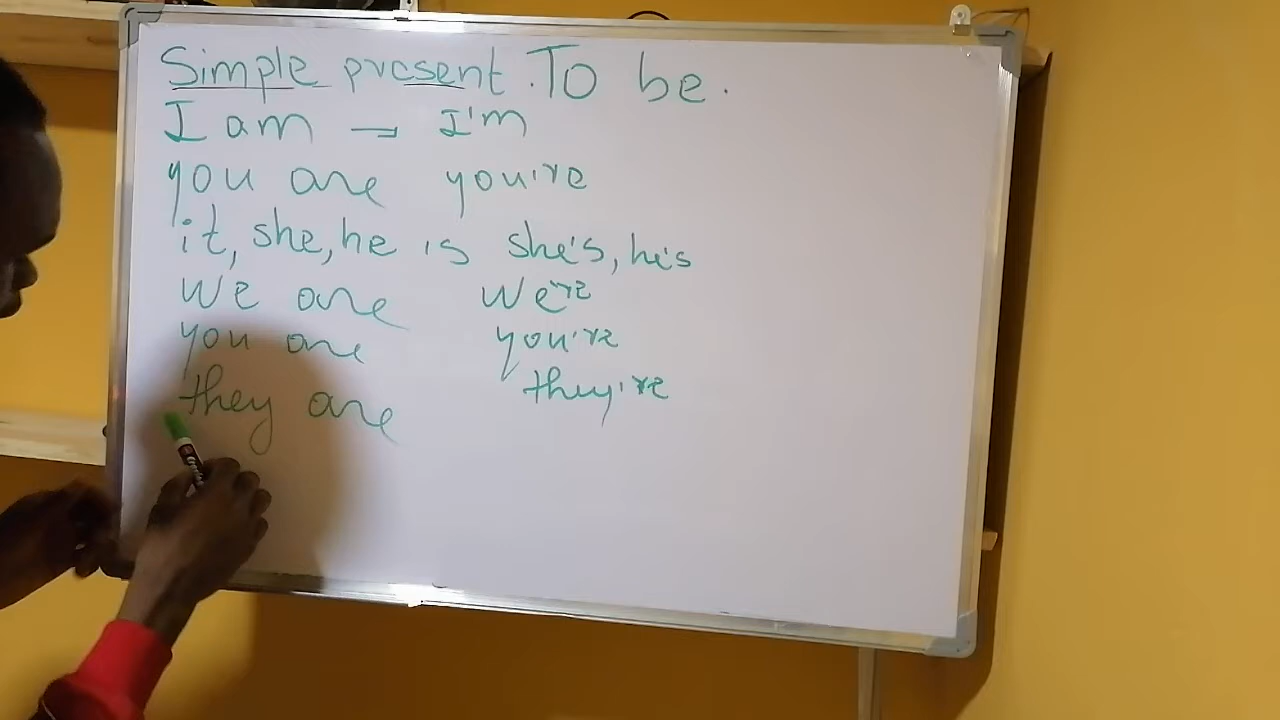 Simple present. To be.
I am → I'm
you are you're
it, she, he is she's, he's
We are We're
you are you're
they are they're